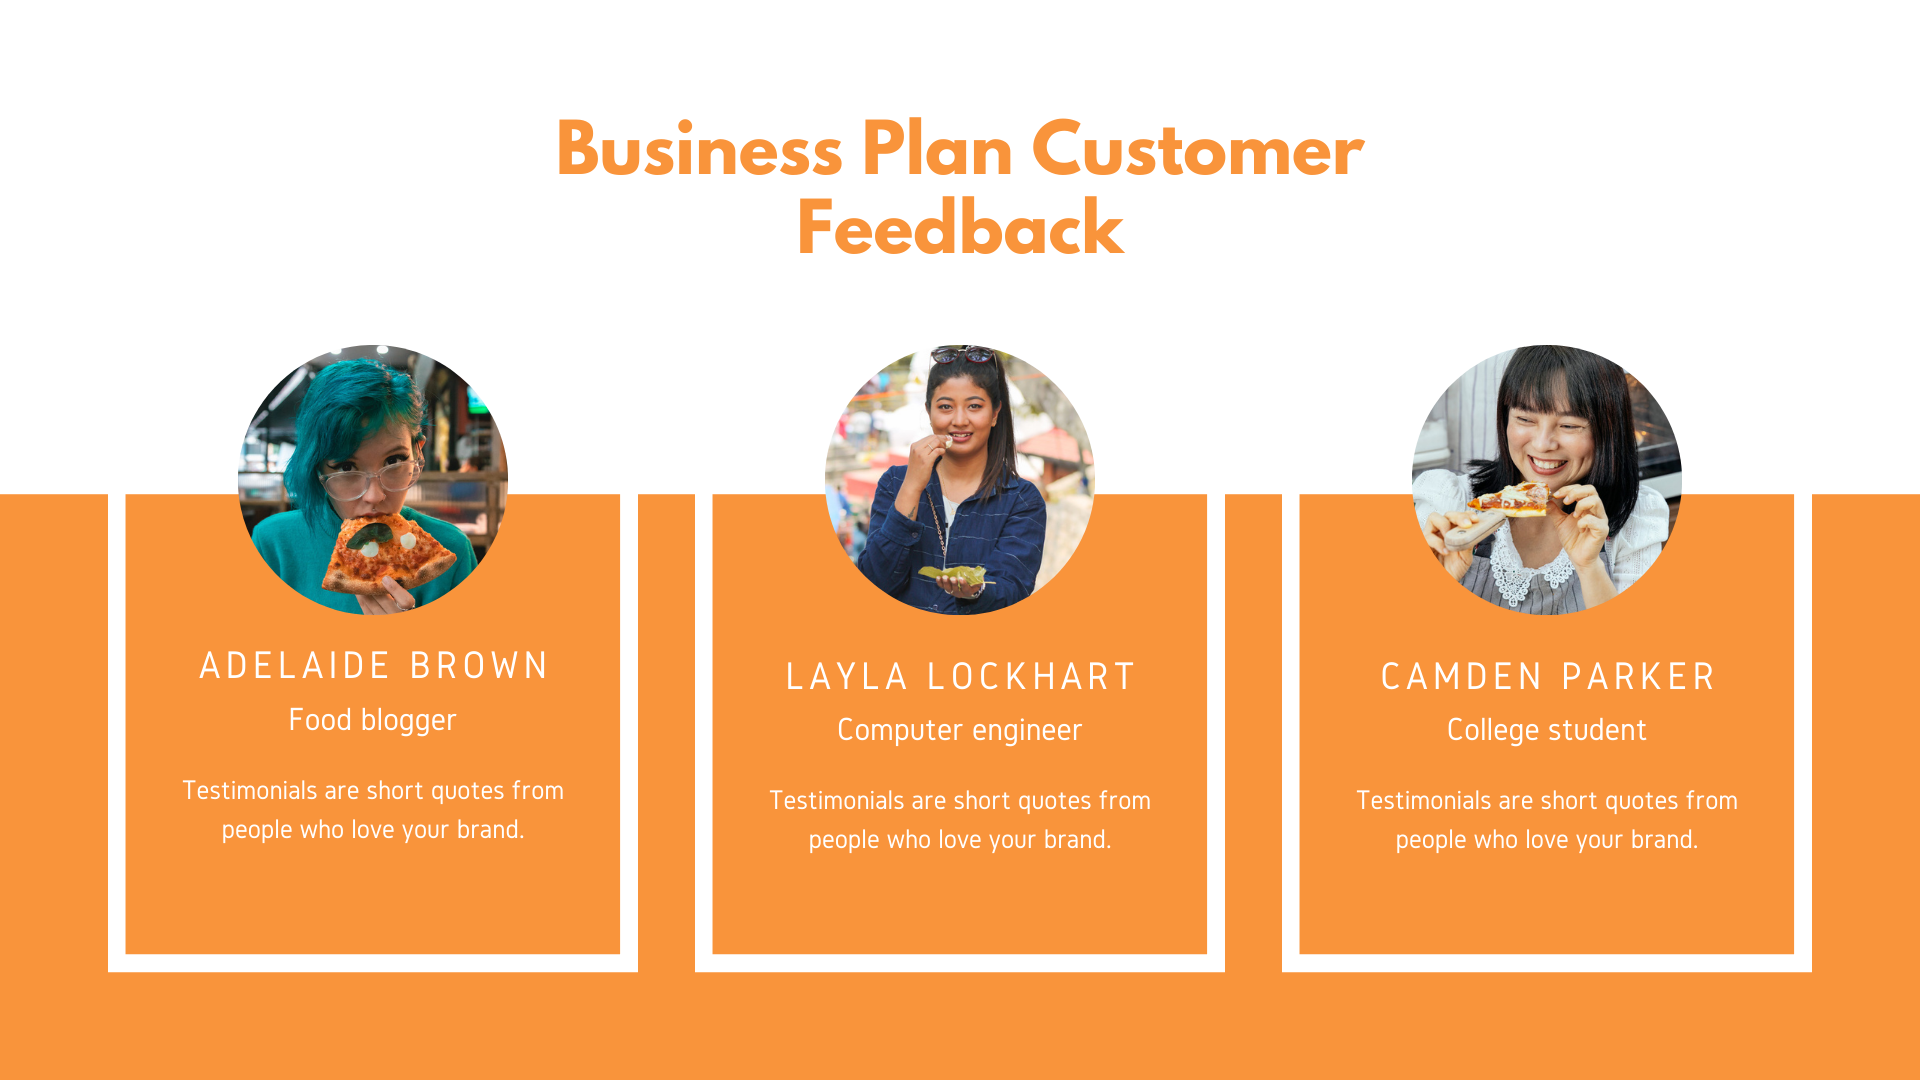 Business Plan Customer
Feedback
ADELAIDE BROWN
Food blogger
Testimonials are short quotes from
people who love your brand.
LAYLA LOCKHART
Computer engineer
Testimonials are short quotes from
people who love your brand.
CAMDEN PARKER
College student
Testimonials are short quotes from
people who love your brand.